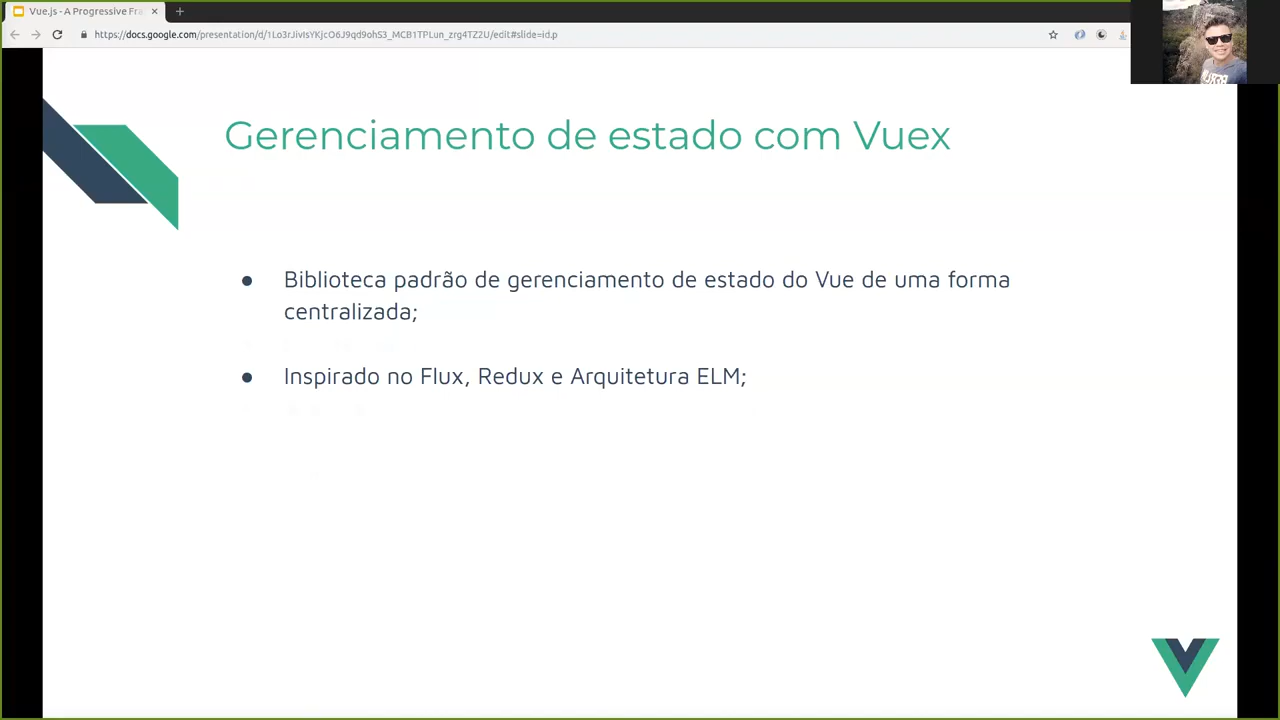 Vue.js - A Progressive Fra
https://docs.google.com/presentation/d/1Lo3rJivIsYKjcO6J9qd9ohS3_MCB1TPLun_zrg4TZ2U/edit#slide=id.p
Gerenciamento de estado com Vuex
● Biblioteca padrão de gerenciamento de estado do Vue de uma forma
centralizada;
● Inspirado no Flux, Redux e Arquitetura ELM;